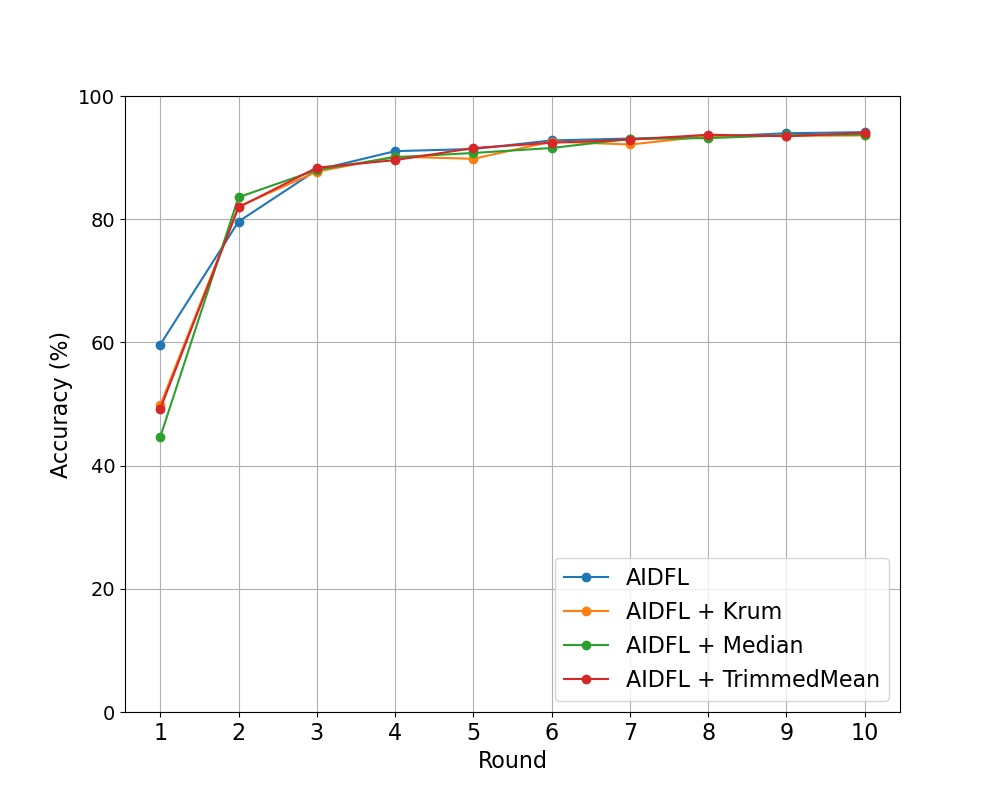 100
80
60
40
20
0
Accuracy (%)
AIDFL
AIDFL + Krum
AIDFL + Median
AIDFL + TrimmedMean
1 2 3 4 5 6 7 8 9 10
Round